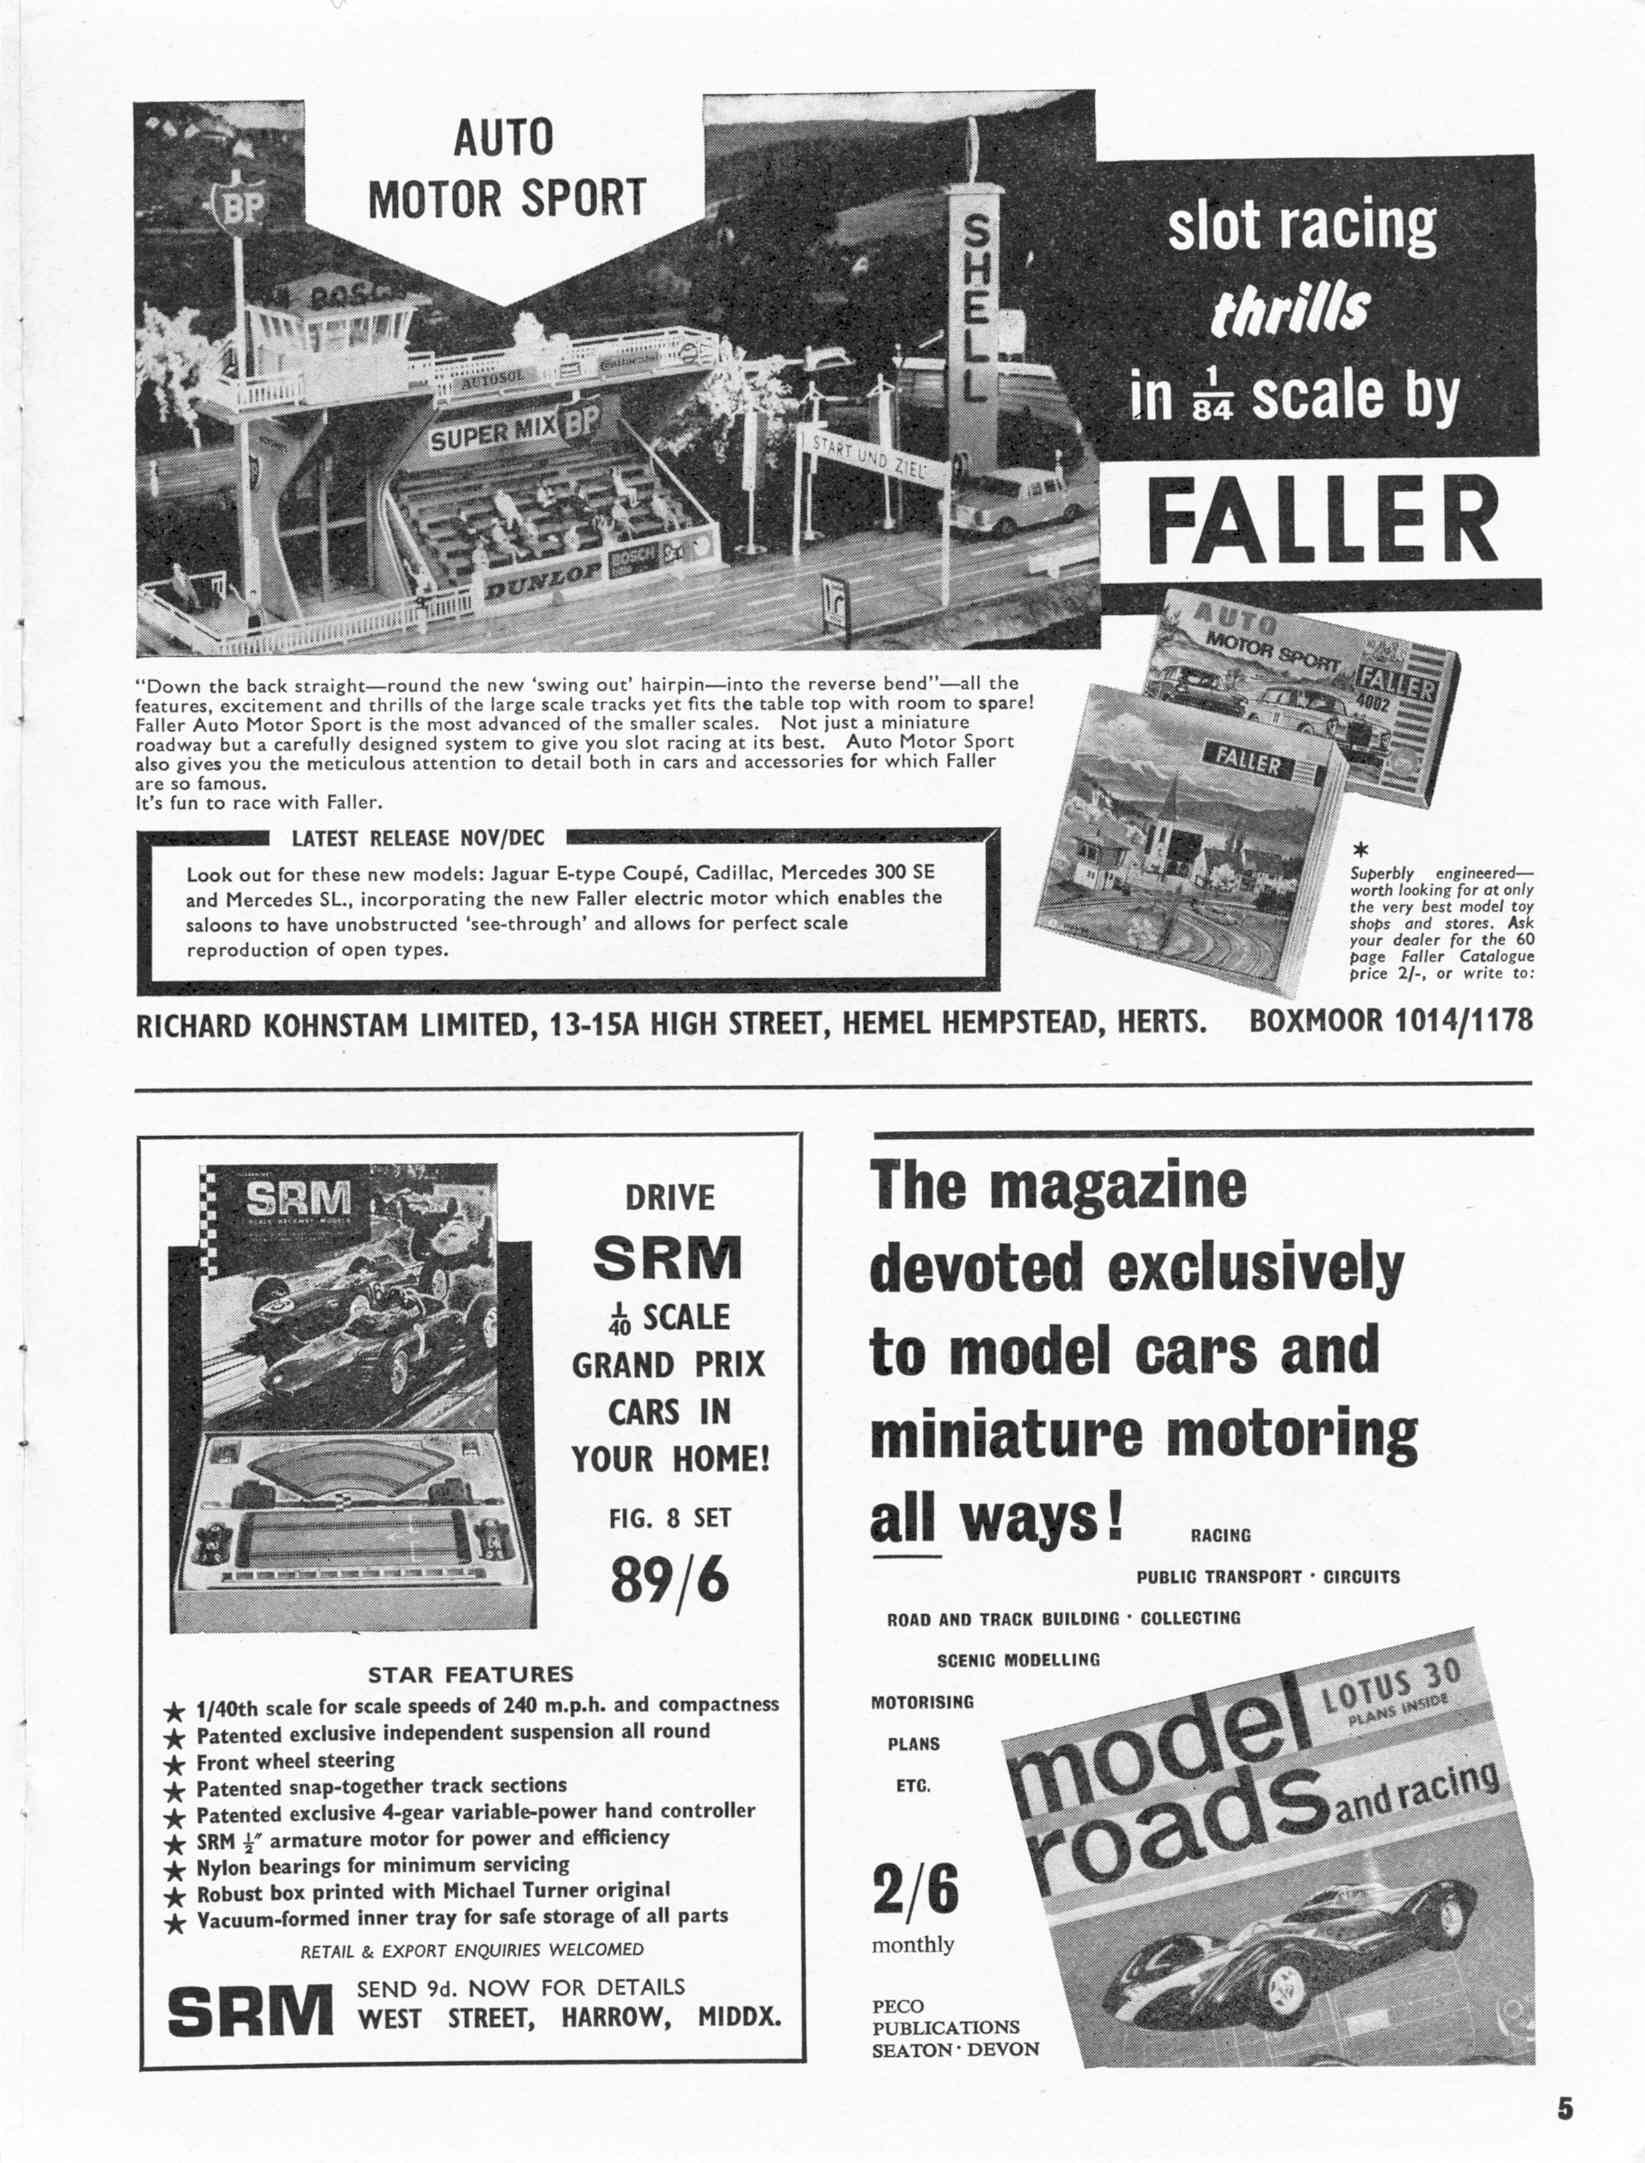 AUTO
MOTOR SPORT
BP
BOSCH
SHELL
AUTOSOL
Continental
SUPER MIX BP
START UND ZIEL
DUNLOP
BOSCH
slot racing
thrills
in 1/84 scale by
FALLER
AUTO
MOTOR SPORT
FALLER
4002
FALLER
"Down the back straight—round the new 'swing out' hairpin—into the reverse bend"—all the
features, excitement and thrills of the large scale tracks yet fits the table top with room to spare!
Faller Auto Motor Sport is the most advanced of the smaller scales. Not just a miniature
roadway but a carefully designed system to give you slot racing at its best. Auto Motor Sport
also gives you the meticulous attention to detail both in cars and accessories for which Faller
are so famous.
It's fun to race with Faller.
LATEST RELEASE NOV/DEC
Look out for these new models: Jaguar E-type Coupé, Cadillac, Mercedes 300 SE
and Mercedes SL., incorporating the new Faller electric motor which enables the
saloons to have unobstructed 'see-through' and allows for perfect scale
reproduction of open types.
*
Superbly engineered—
worth looking for at only
the very best model toy
shops and stores. Ask
your dealer for the 60
page Faller Catalogue
price 2/-, or write to:
RICHARD KOHNSTAM LIMITED, 13-15A HIGH STREET, HEMEL HEMPSTEAD, HERTS. BOXMOOR 1014/1178
SRM
SCALE RACEWAY MODELS
DRIVE
SRM
1/40 SCALE
GRAND PRIX
CARS IN
YOUR HOME!
FIG. 8 SET
89/6
STAR FEATURES
★ 1/40th scale for scale speeds of 240 m.p.h. and compactness
★ Patented exclusive independent suspension all round
★ Front wheel steering
★ Patented snap-together track sections
★ Patented exclusive 4-gear variable-power hand controller
★ SRM ½″ armature motor for power and efficiency
★ Nylon bearings for minimum servicing
★ Robust box printed with Michael Turner original
★ Vacuum-formed inner tray for safe storage of all parts
RETAIL & EXPORT ENQUIRIES WELCOMED
SRM
SEND 9d. NOW FOR DETAILS
WEST STREET, HARROW, MIDDX.
The magazine
devoted exclusively
to model cars and
miniature motoring
all ways!
RACING
PUBLIC TRANSPORT · CIRCUITS
ROAD AND TRACK BUILDING · COLLECTING
SCENIC MODELLING
MOTORISING
PLANS
ETC.
2/6
monthly
PECO
PUBLICATIONS
SEATON · DEVON
model
roads and racing
LOTUS 30
PLANS INSIDE
5